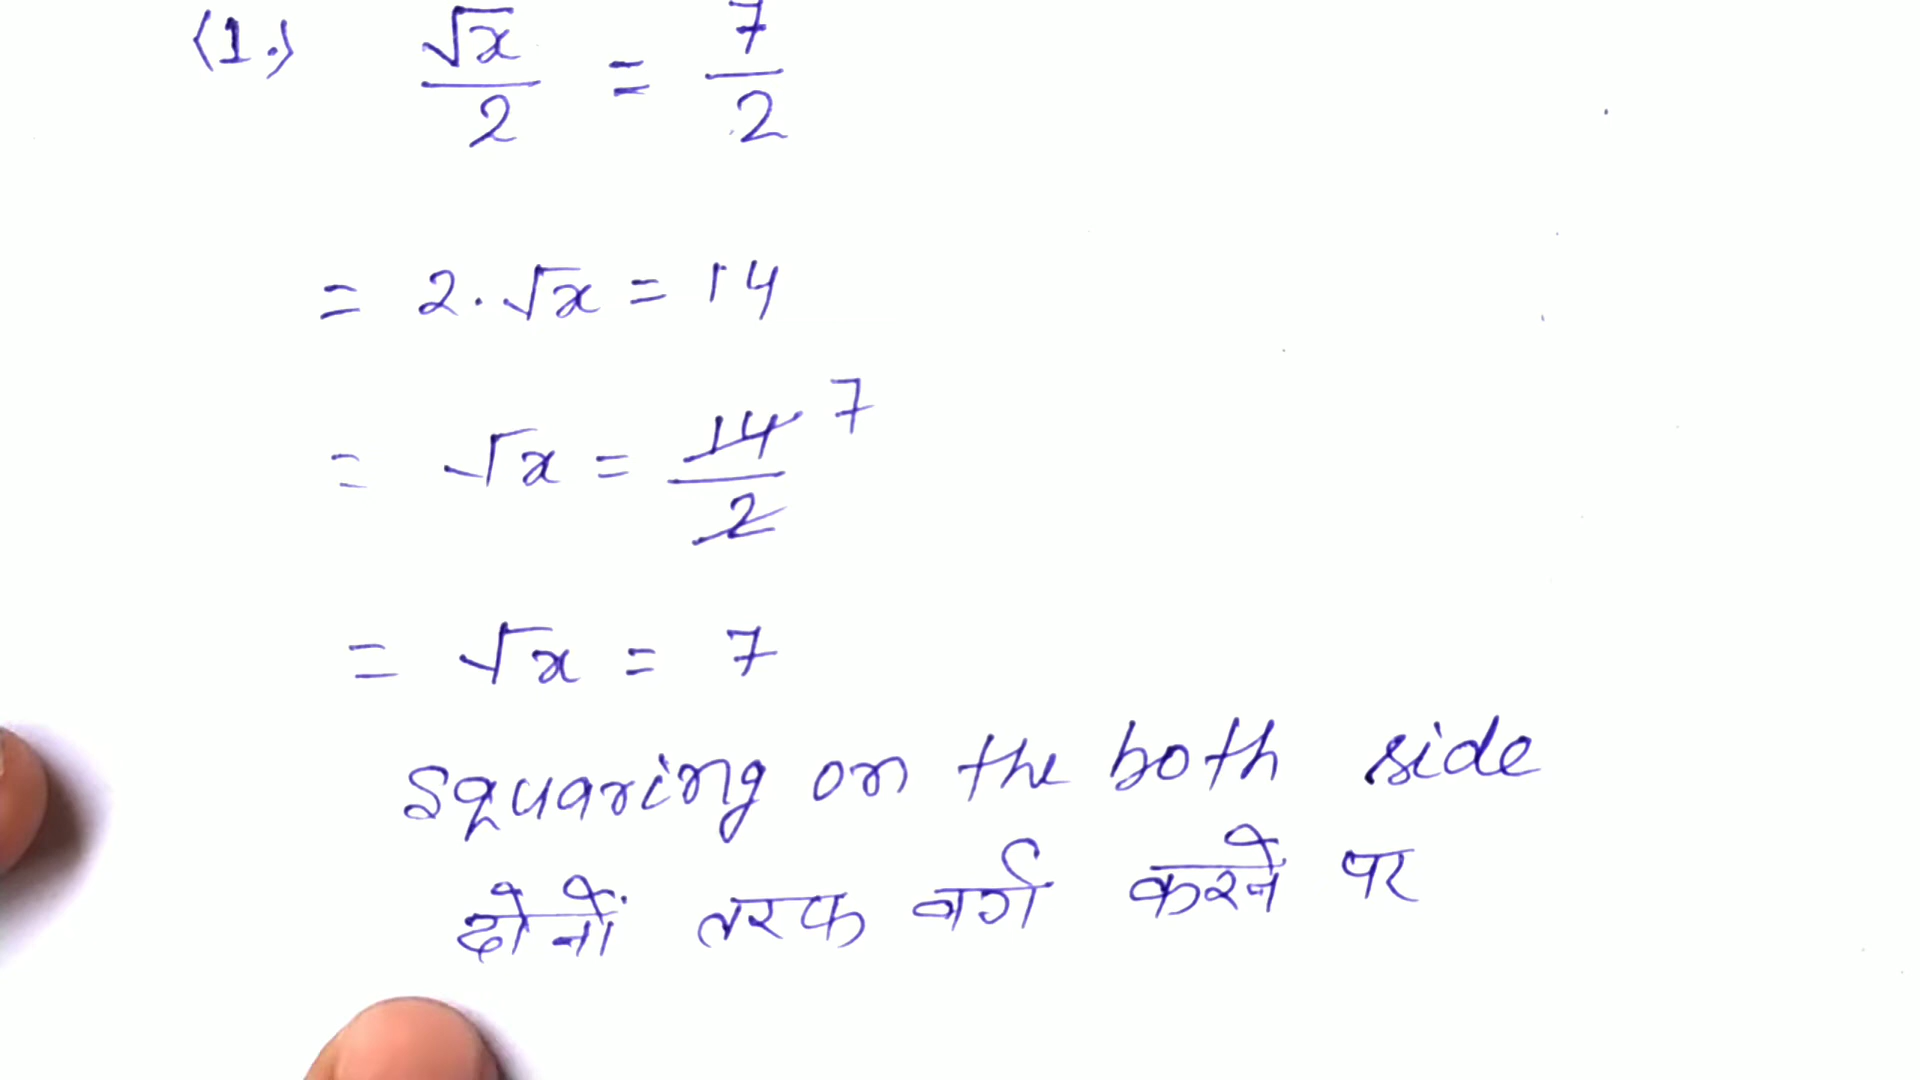 (1.) √x/2 = 7/2
= 2.√x = 14
= √x = 14/2 7
= √x = 7
squaring on the both side
दोनों तरफ वर्ग करने पर